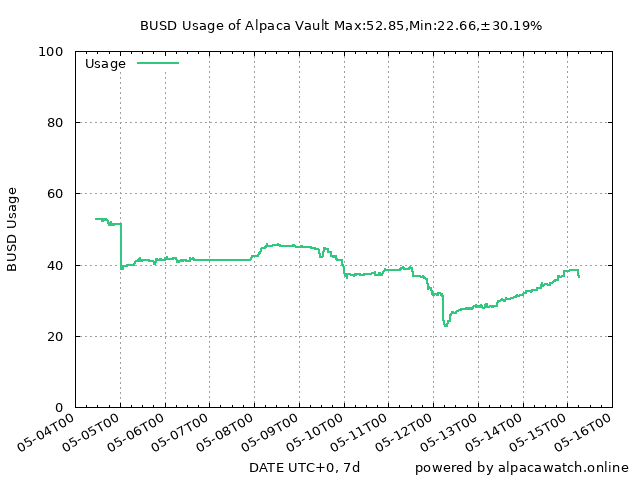 BUSD Usage of Alpaca Vault Max:52.85,Min:22.66,±30.19%
100
Usage
80
60
BUSD Usage
40
20
0
05-04T00 05-05T00 05-06T00 05-07T00 05-08T00 05-09T00 05-10T00 05-11T00 05-12T00 05-13T00 05-14T00 05-15T00 05-16T00
DATE UTC+0, 7d
powered by alpacawatch.online